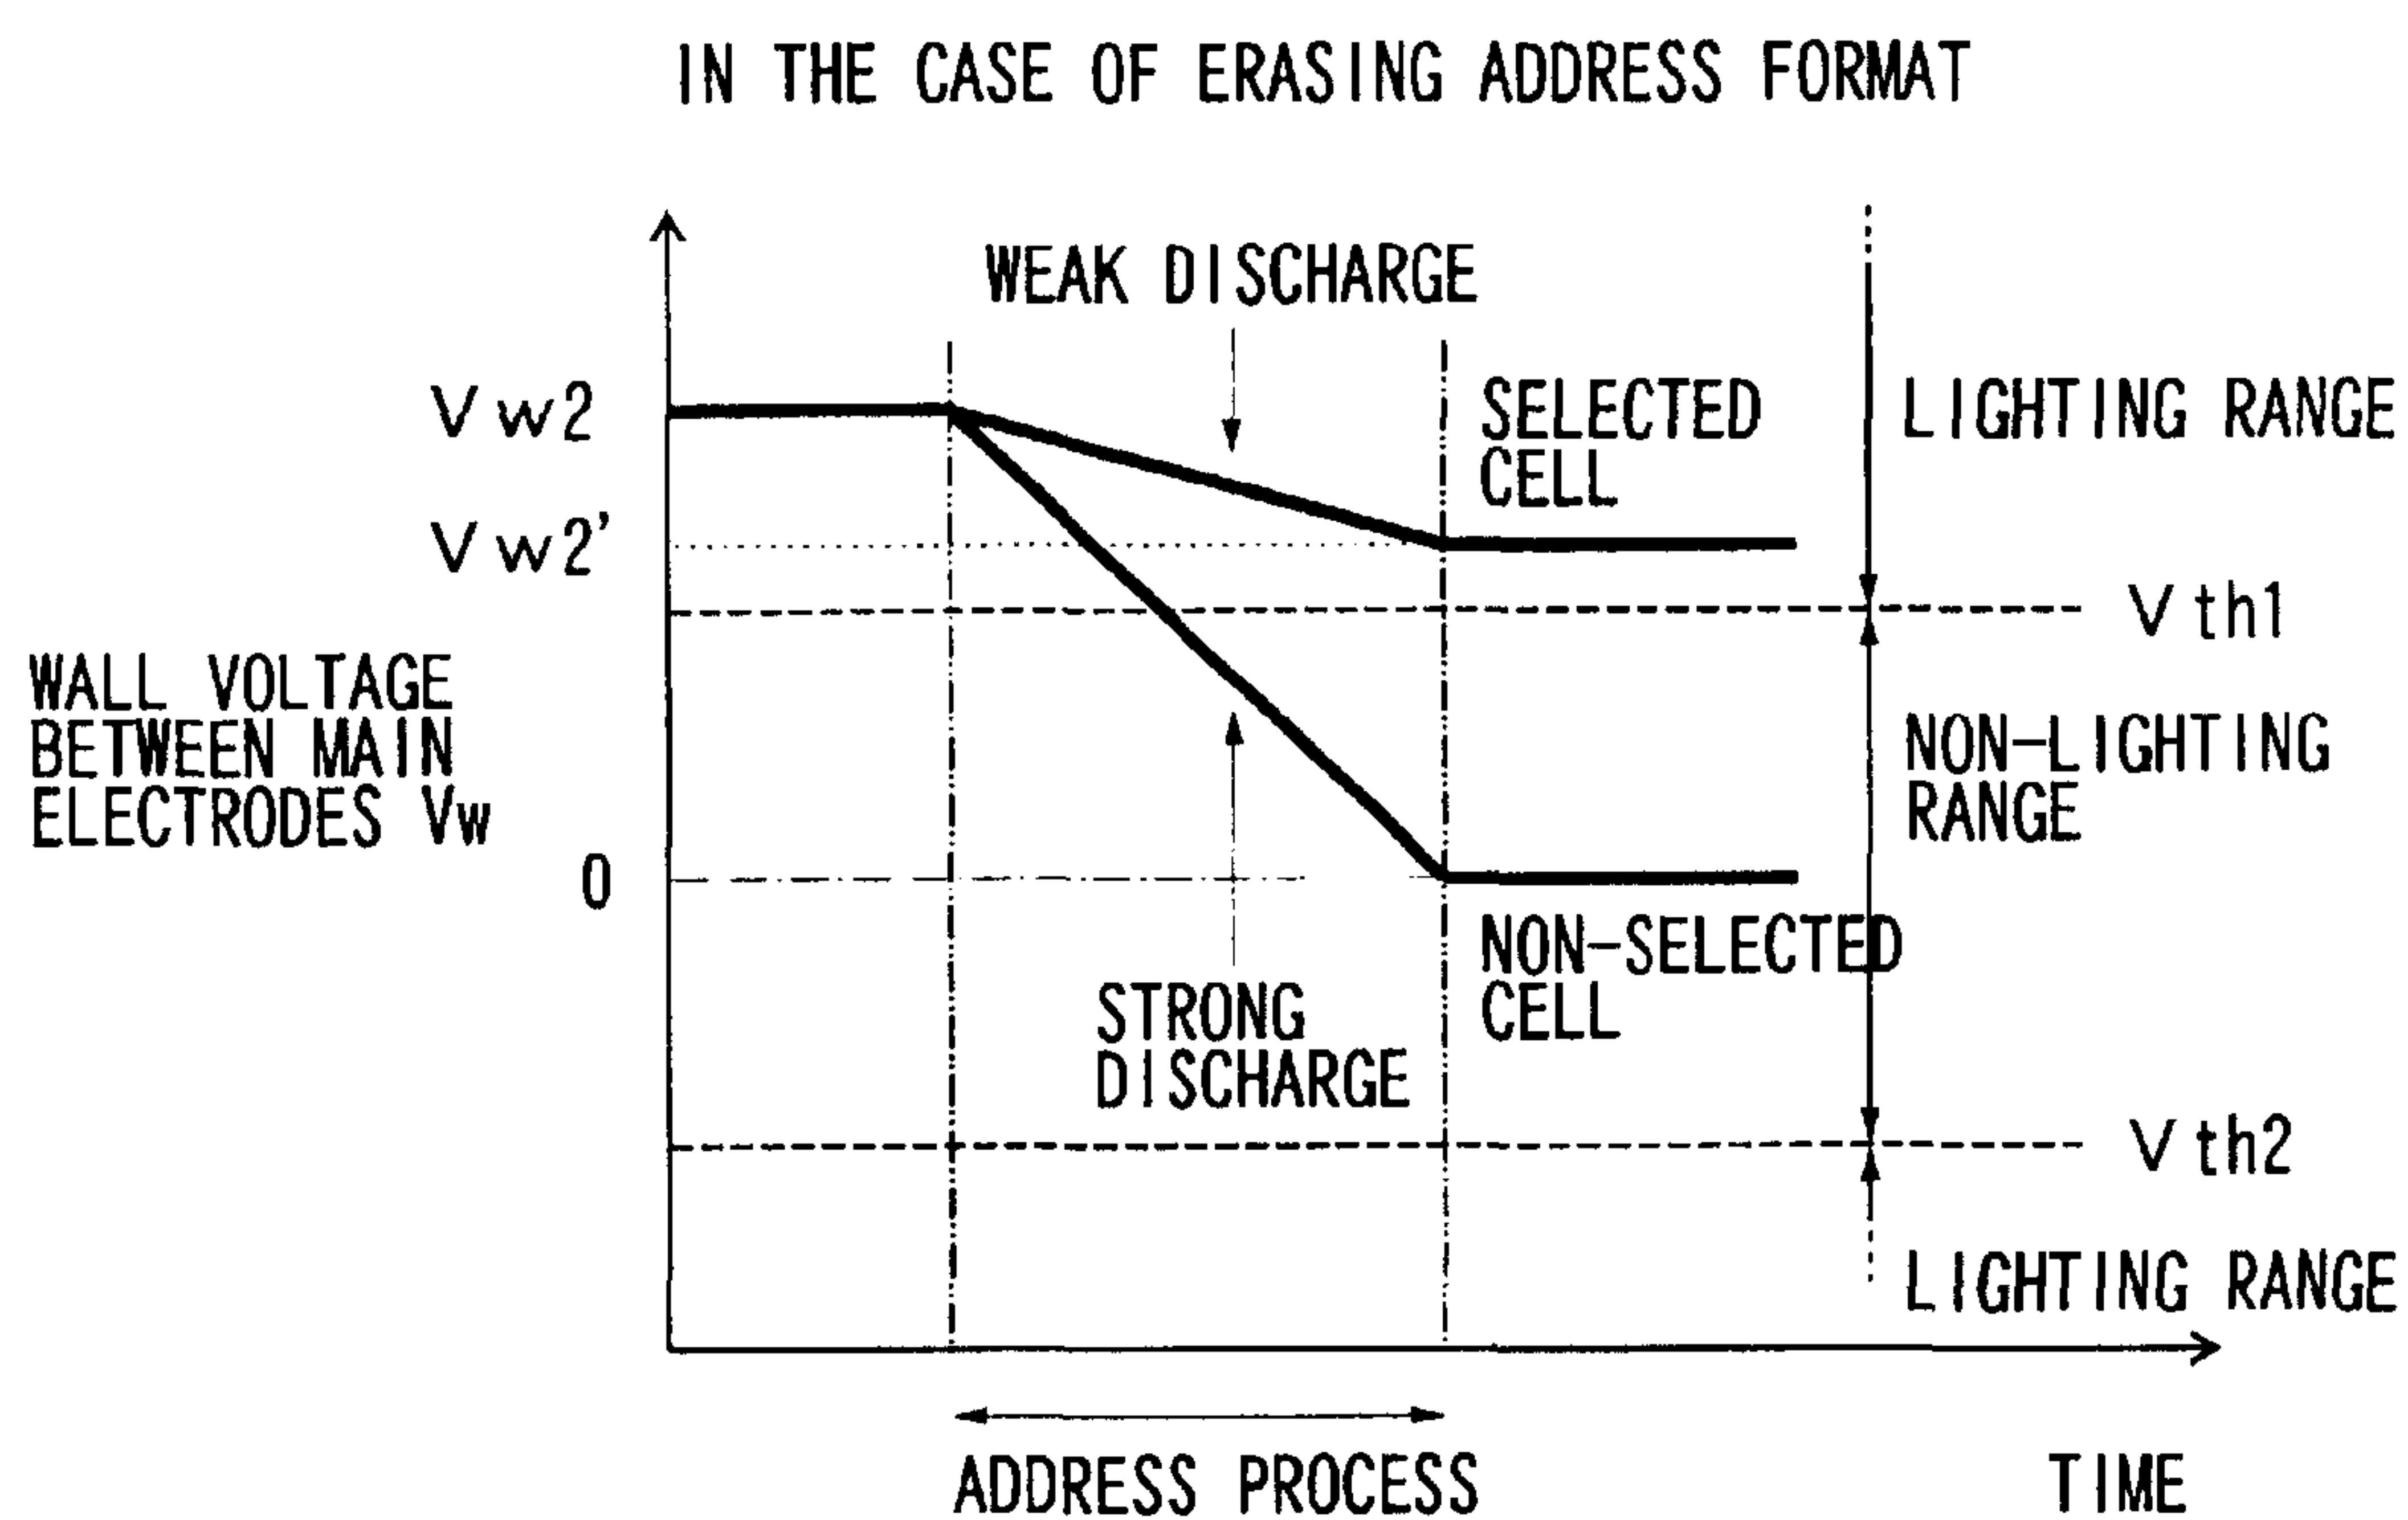 IN THE CASE OF ERASING ADDRESS FORMAT
WEAK DISCHARGE
Vw2
SELECTED
CELL
LIGHTING RANGE
Vw2'
Vth1
WALL VOLTAGE
BETWEEN MAIN
ELECTRODES Vw
NON-LIGHTING
RANGE
0
NON-SELECTED
CELL
STRONG
DISCHARGE
Vth2
LIGHTING RANGE
ADDRESS PROCESS
TIME